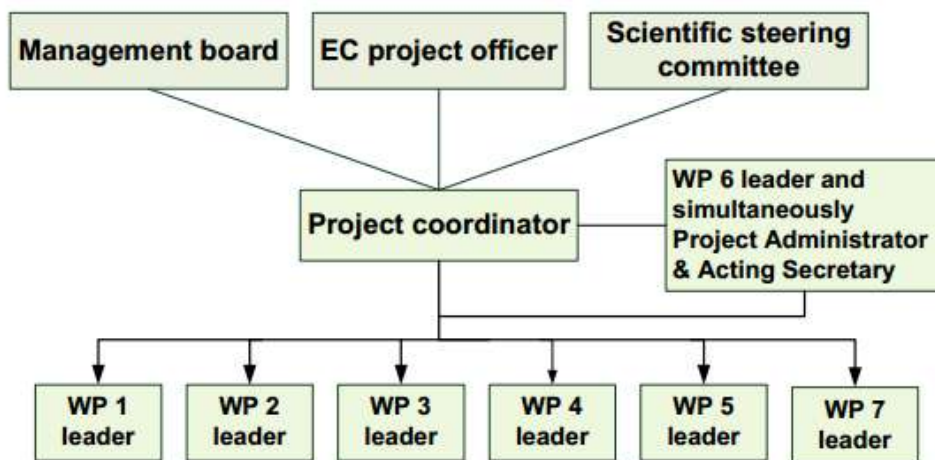 Management board
EC project officer
Scientific steering
committee
Project coordinator
WP 6 leader and
simultaneously
Project Administrator
& Acting Secretary
WP 1
leader
WP 2
leader
WP 3
leader
WP 4
leader
WP 5
leader
WP 7
leader